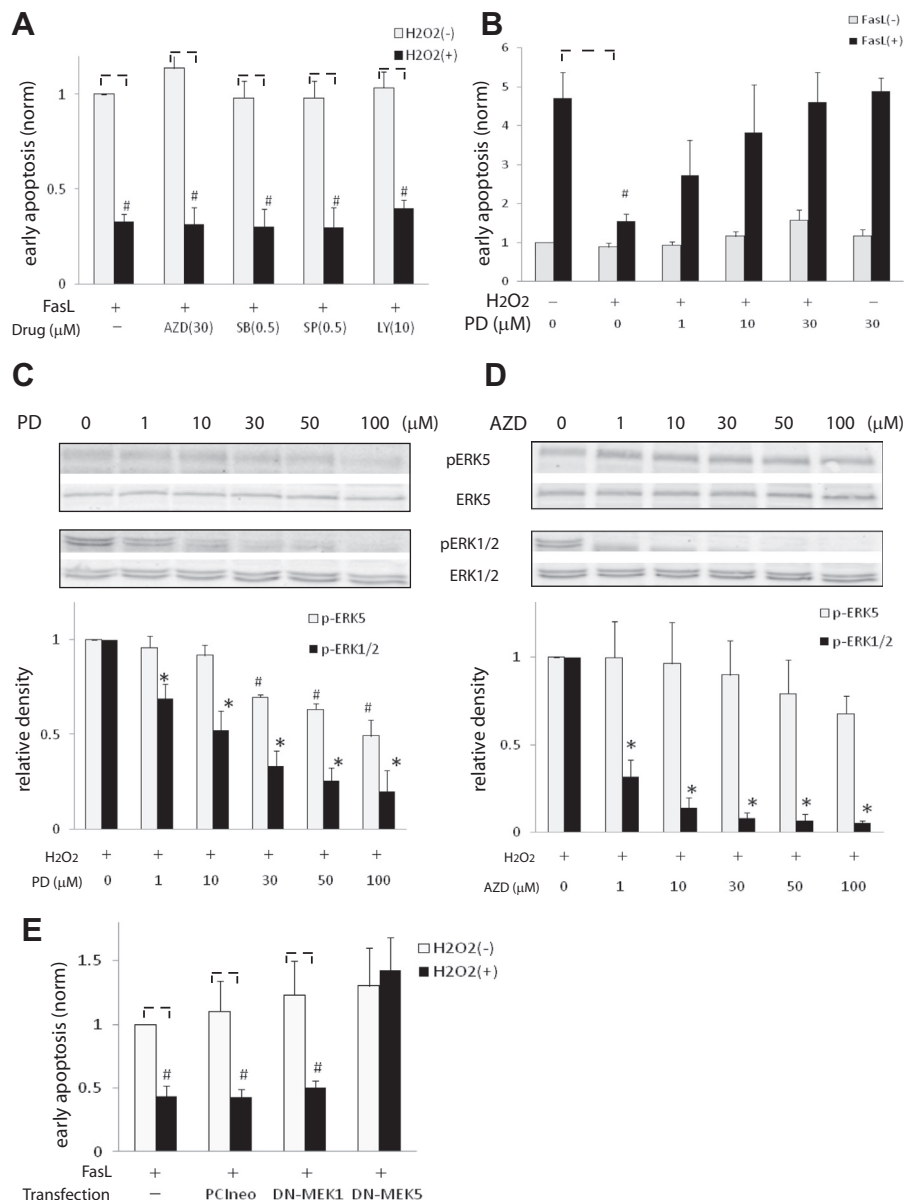 A
H2O2(-)
H2O2(+)
early apoptosis (norm)
1
0.5
0
# # # # #
FasL + + + + +
Drug (μM) – AZD(30) SB(0.5) SP(0.5) LY(10)
B
FasL(-)
FasL(+)
early apoptosis (norm)
6
5
4
3
2
1
0
#
H2O2 – + + + + –
PD (μM) 0 0 1 10 30 30
C
PD 0 1 10 30 50 100 (μM)
pERK5
ERK5
pERK1/2
ERK1/2
p-ERK5
p-ERK1/2
relative density
1
0.5
0
* * # * # * # *
H2O2 + + + + + +
PD (μM) 0 1 10 30 50 100
D
AZD 0 1 10 30 50 100 (μM)
p-ERK5
p-ERK1/2
relative density
1
0.5
0
* * * * *
H2O2 + + + + + +
AZD (μM) 0 1 10 30 50 100
E
H2O2(-)
H2O2(+)
early apoptosis (norm)
1.5
1
0.5
0
# # #
FasL + + + +
Transfection – PCIneo DN-MEK1 DN-MEK5